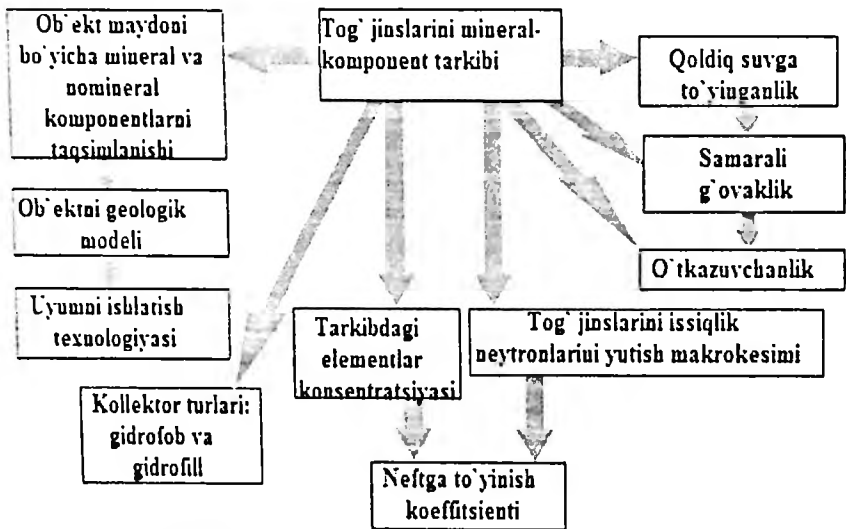 Ob`ekt maydoni
bo`yicha mineral va
nomineral
komponentlarni
taqsimlanishi
Tog` jinslarini mineral-
komponent tarkibi
Qoldiq suvga
to`yinganlik
Samarali
g`ovaklik
O`tkazuvchanlik
Ob`ektni geologik
modeli
Uyumni ishlatish
texnologiyasi
Tarkibdagi
elementlar
konsentratsiyasi
Tog` jinslarini issiqlik
neytronlarini yutish makrokesimi
Kollektor turlari:
gidrofob va
gidrofill
Neftga to`yinish
koeffitsienti